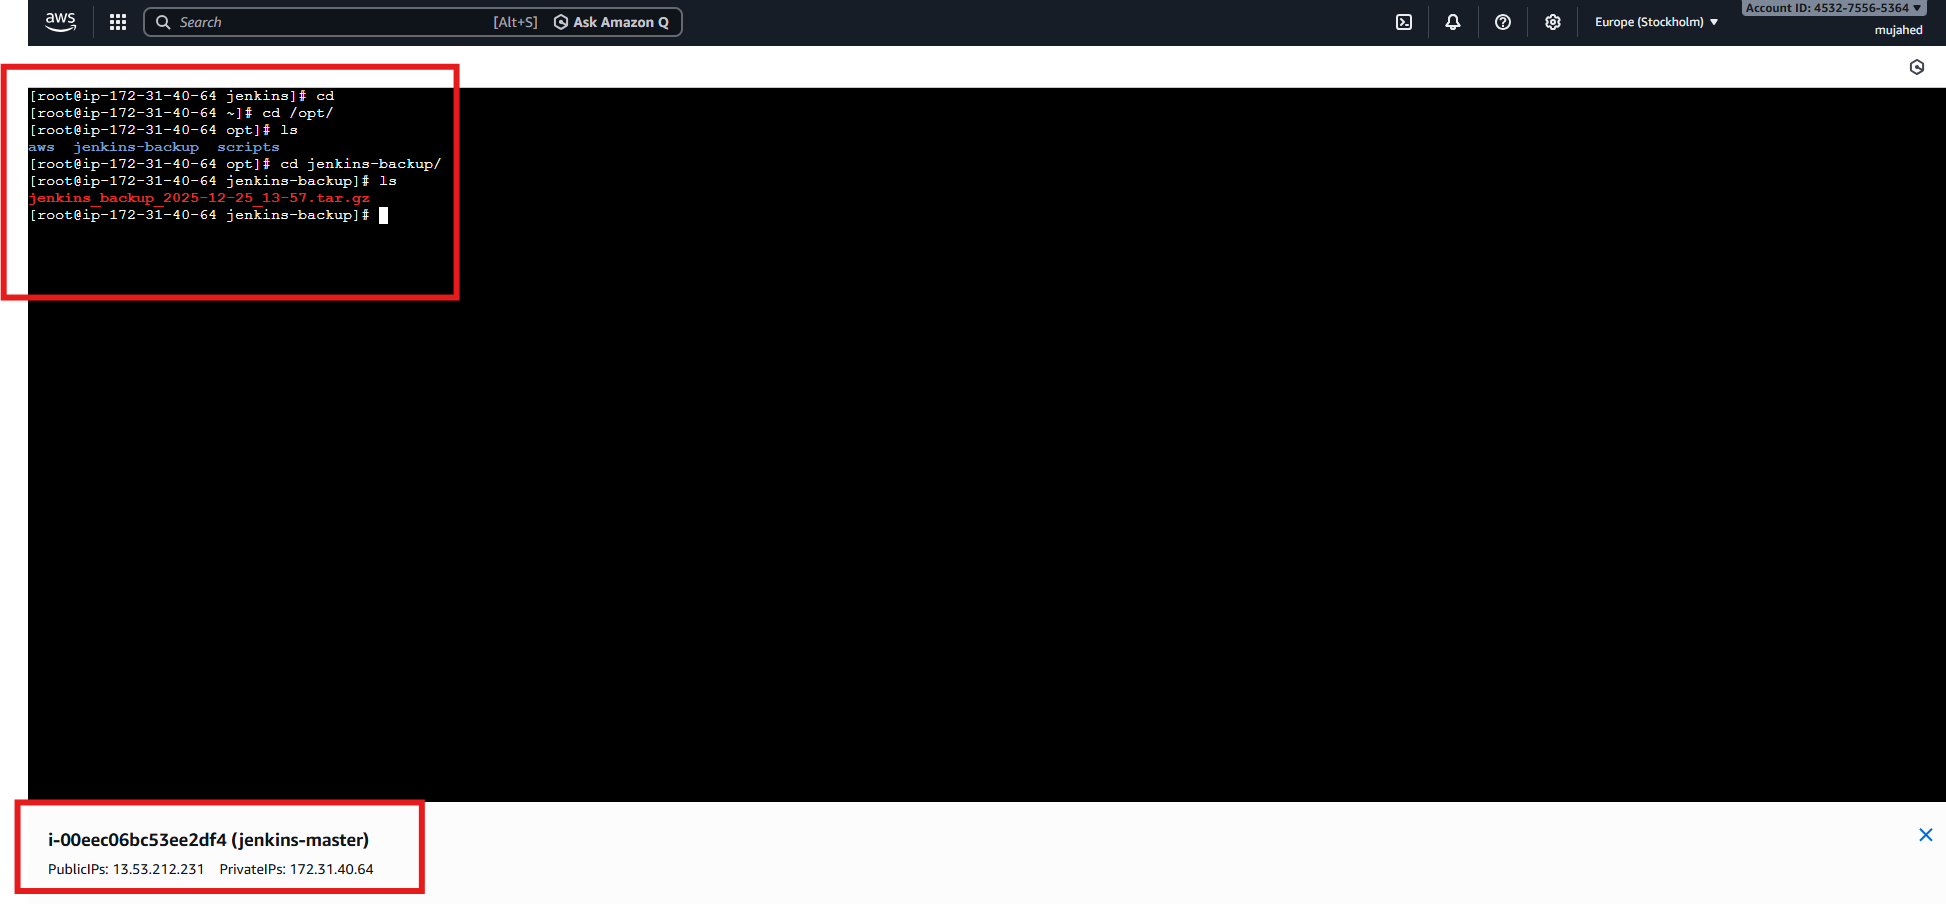 aws
Search [Alt+S] Ask Amazon Q
Europe (Stockholm) ▼
Account ID: 4532-7556-5364 ▼
mujahed
[root@ip-172-31-40-64 jenkins]# cd
[root@ip-172-31-40-64 ~]# cd /opt/
[root@ip-172-31-40-64 opt]# ls
aws jenkins-backup scripts
[root@ip-172-31-40-64 opt]# cd jenkins-backup/
[root@ip-172-31-40-64 jenkins-backup]# ls
jenkins_backup_2025-12-25_13-57.tar.gz
[root@ip-172-31-40-64 jenkins-backup]#
i-00eec06bc53ee2df4 (jenkins-master)
PublicIPs: 13.53.212.231 PrivateIPs: 172.31.40.64